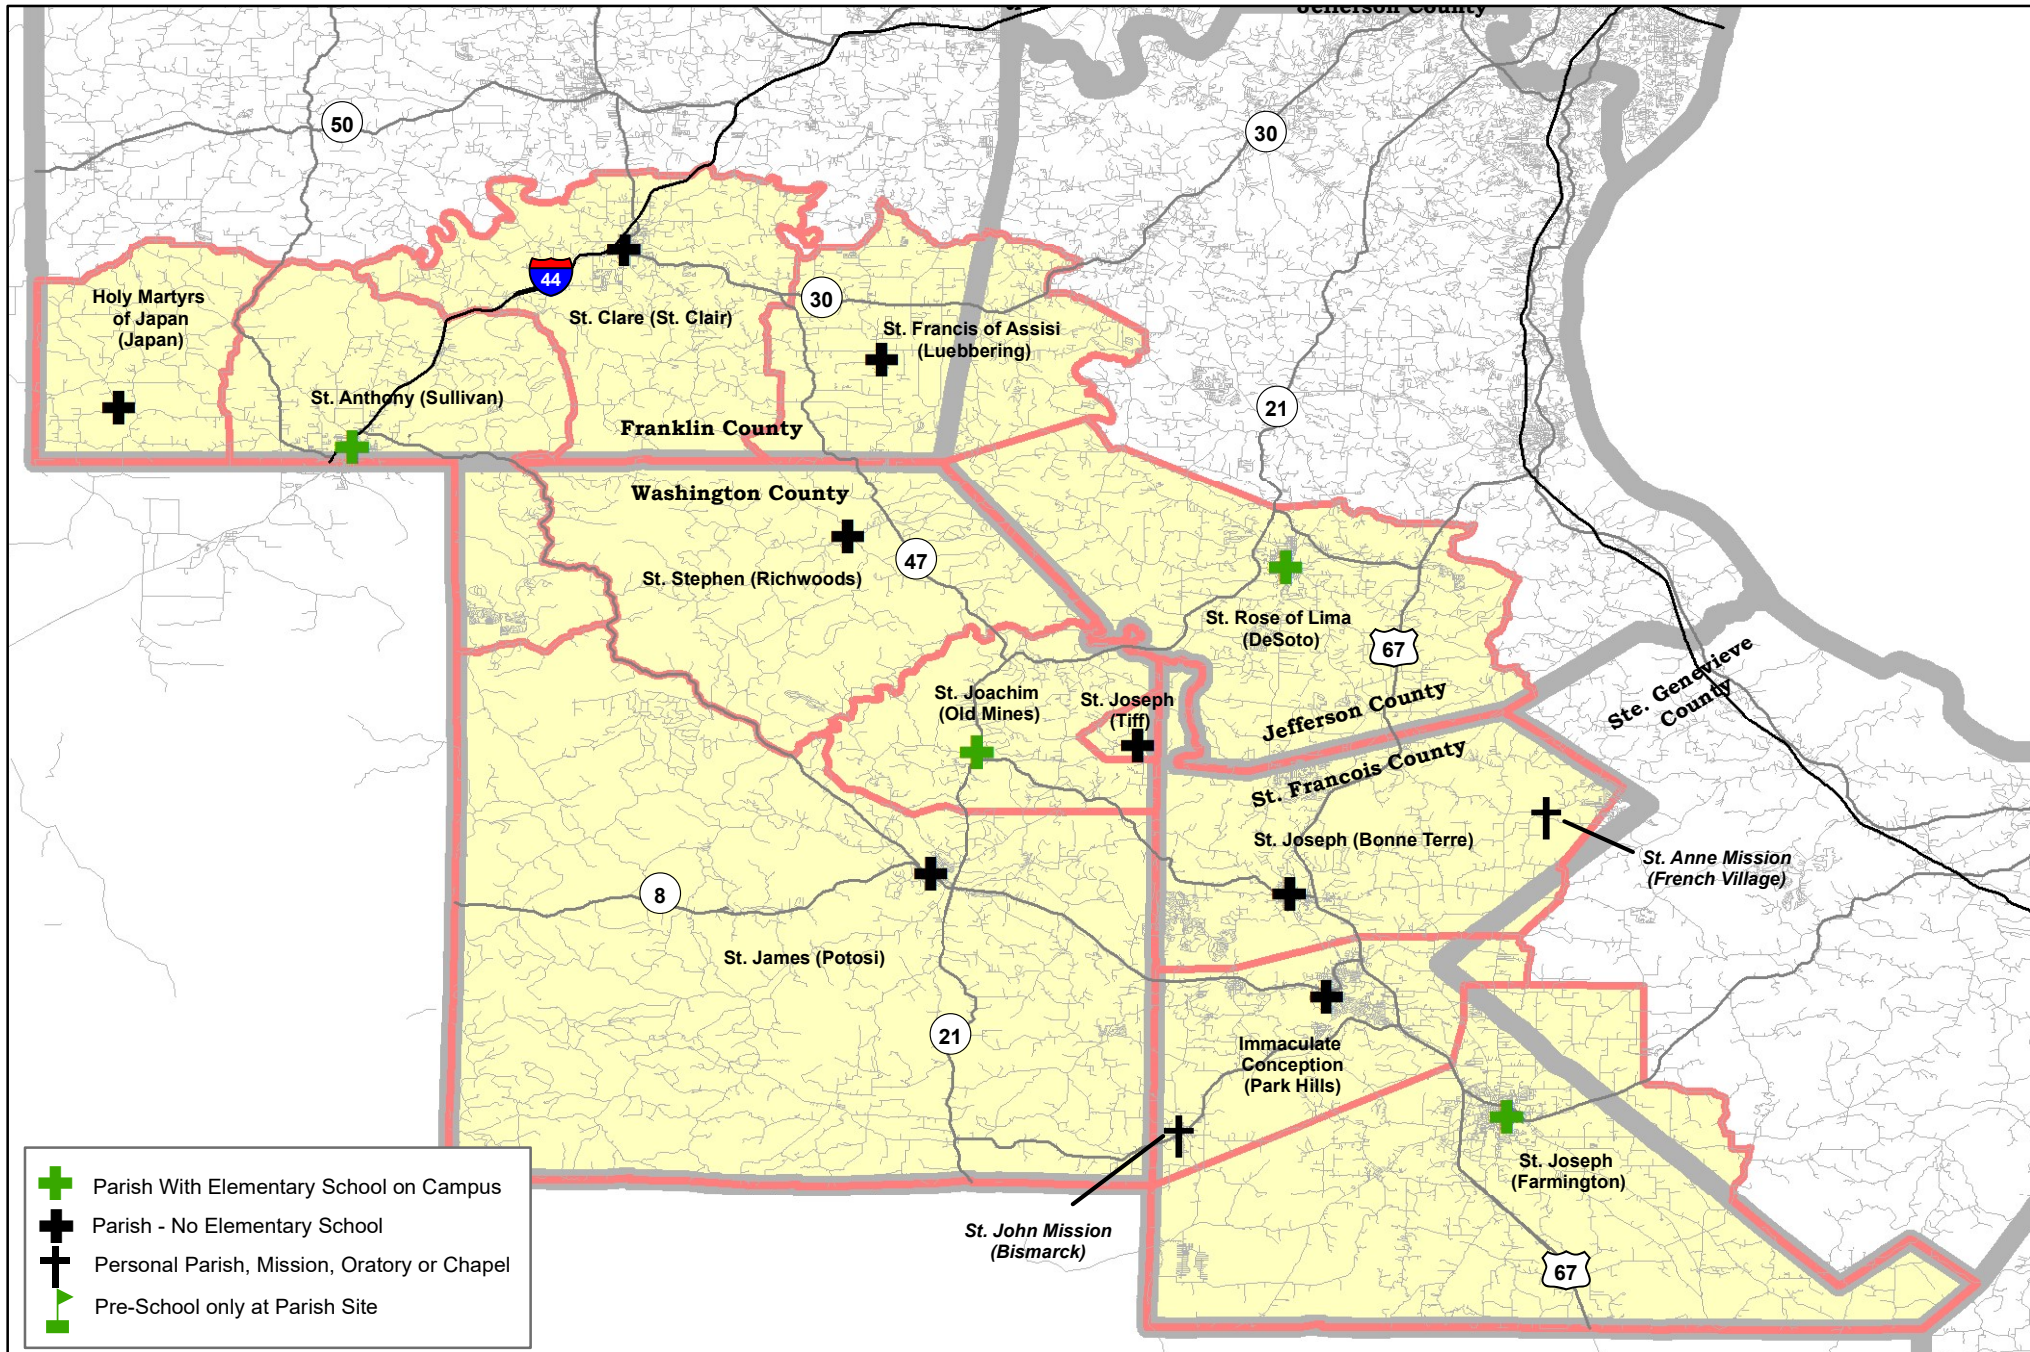 Jefferson County
50
30
44
Holy Martyrs
of Japan
(Japan)
30
St. Clare (St. Clair)
St. Francis of Assisi
(Luebbering)
St. Anthony (Sullivan)
21
Franklin County
Washington County
47
St. Stephen (Richwoods)
St. Rose of Lima
(DeSoto)
67
Ste. Genevieve
County
St. Joachim
(Old Mines)
St. Joseph
(Tiff)
Jefferson County
St. Francois County
St. Joseph (Bonne Terre)
St. Anne Mission
(French Village)
8
St. James (Potosi)
21
Immaculate
Conception
(Park Hills)
St. Joseph
(Farmington)
St. John Mission
(Bismarck)
67
Parish With Elementary School on Campus
Parish - No Elementary School
Personal Parish, Mission, Oratory or Chapel
Pre-School only at Parish Site